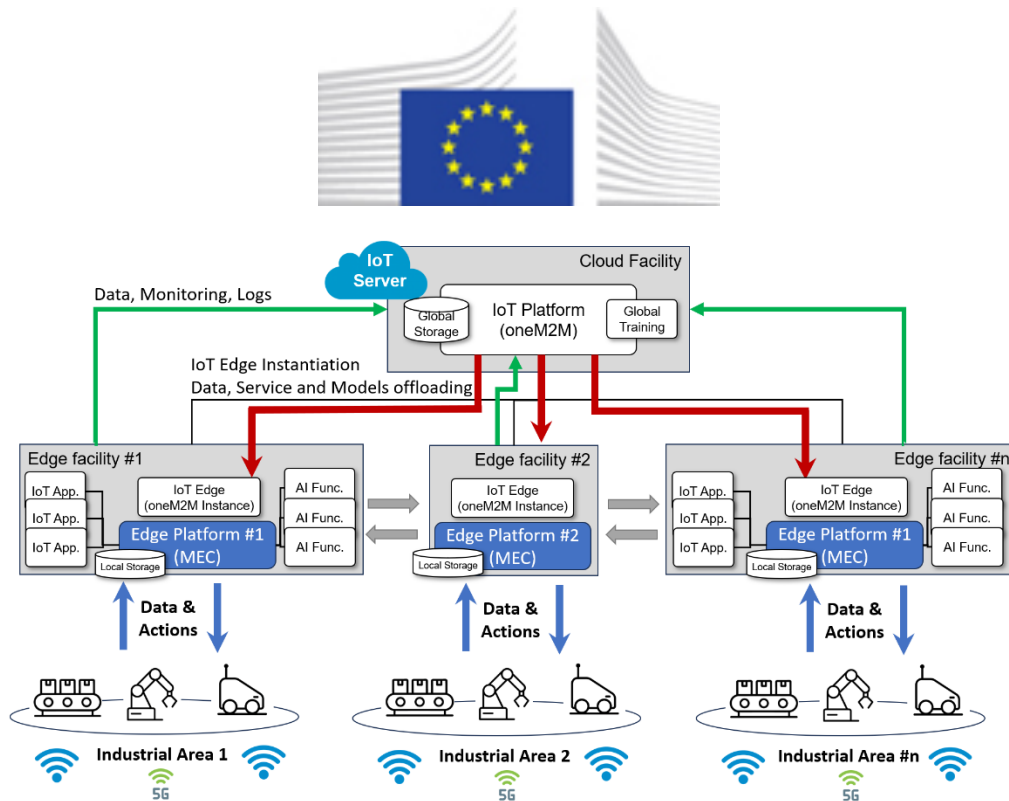 IoT
Server
Cloud Facility
Global
Storage
IoT Platform
(oneM2M)
Global
Training
Data, Monitoring, Logs
IoT Edge Instantiation
Data, Service and Models offloading
Edge facility #1
IoT App.
IoT App.
IoT App.
IoT Edge
(oneM2M Instance)
Edge Platform #1
(MEC)
Local Storage
AI Func.
AI Func.
AI Func.
Edge facility #2
IoT Edge
(oneM2M Instance)
Edge Platform #2
(MEC)
Local Storage
Edge facility #n
IoT App.
IoT App.
IoT App.
IoT Edge
(oneM2M Instance)
Edge Platform #1
(MEC)
Local Storage
AI Func.
AI Func.
AI Func.
Data &
Actions
Data &
Actions
Data &
Actions
Industrial Area 1
5G
Industrial Area 2
5G
Industrial Area #n
5G